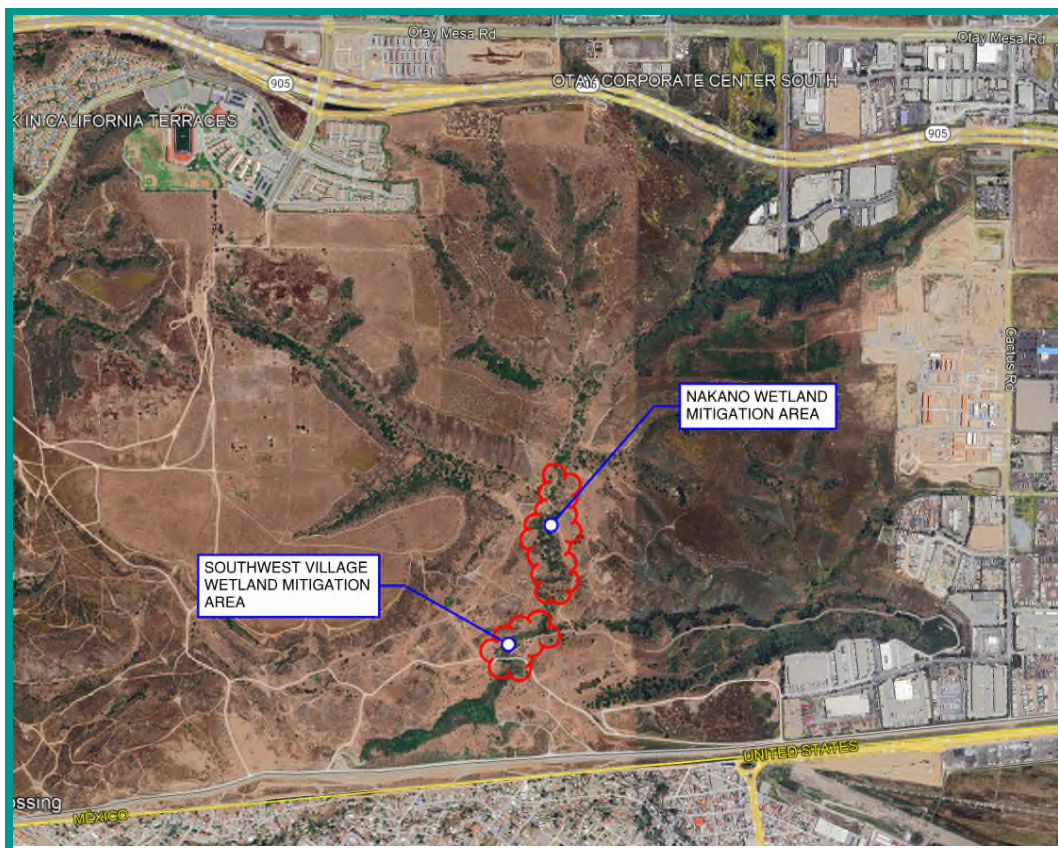 Otay Mesa Rd
Otay Mesa Rd
905
OTAY CORPORATE CENTER SOUTH
905
905
K IN CALIFORNIA TERRACES
Cactus Rd
NAKANO WETLAND
MITIGATION AREA
SOUTHWEST VILLAGE
WETLAND MITIGATION
AREA
UNITED STATES
ossing
MEXICO